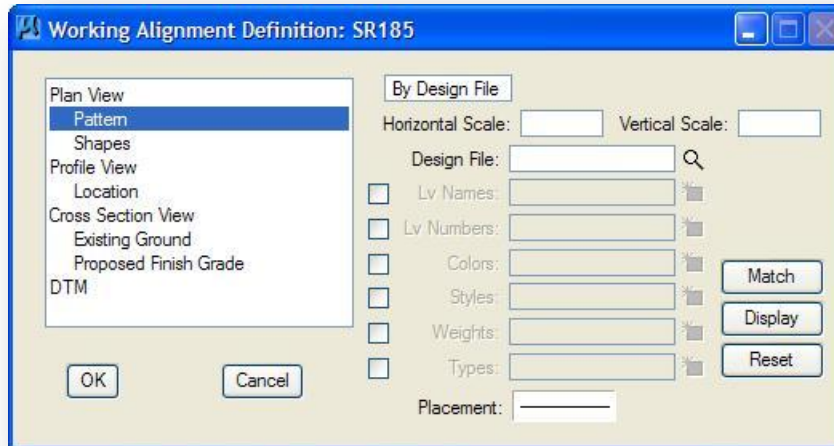 Working Alignment Definition: SR185
Plan View
Pattern
Shapes
Profile View
Location
Cross Section View
Existing Ground
Proposed Finish Grade
DTM
OK
Cancel
By Design File
Horizontal Scale:
Vertical Scale:
Design File:
Lv Names:
Lv Numbers:
Colors:
Styles:
Weights:
Types:
Match
Display
Reset
Placement: